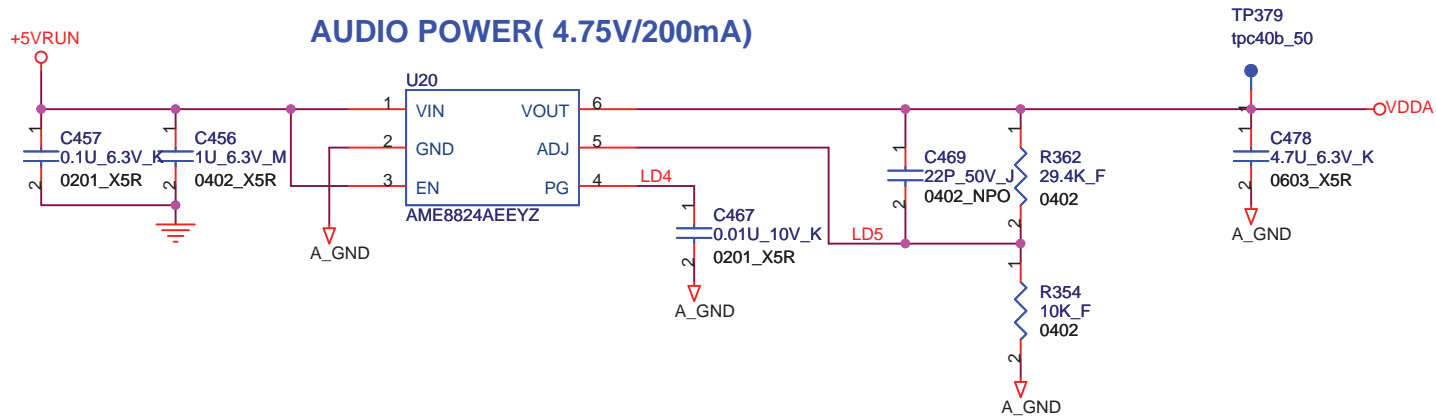 AUDIO POWER( 4.75V/200mA)
TP379
tpc40b_50
+5VRUN
U20
1 VIN VOUT 6
2 GND ADJ 5
3 EN PG 4
AME8824AEEYZ
1
C457
0.1U_6.3V_K
0201_X5R
2
1
C456
1U_6.3V_M
0402_X5R
2
A_GND
LD4
1
C467
0.01U_10V_K
0201_X5R
2
A_GND
LD5
1
C469
22P_50V_J
0402_NPO
2
1
R362
29.4K_F
0402
2
1
R354
10K_F
0402
2
A_GND
1
VDDA
1
C478
4.7U_6.3V_K
0603_X5R
2
A_GND